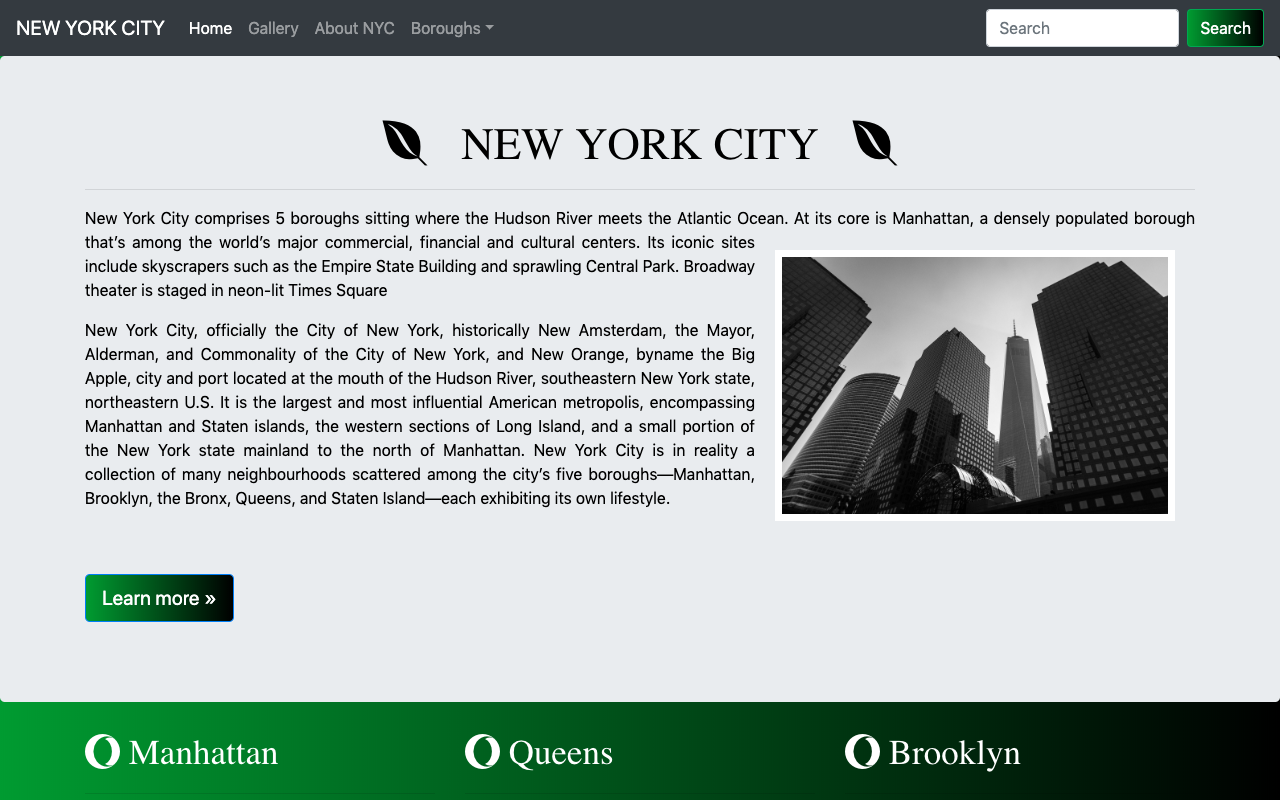 NEW YORK CITY Home Gallery About NYC Boroughs Search Search
NEW YORK CITY
New York City comprises 5 boroughs sitting where the Hudson River meets the Atlantic Ocean. At its core is Manhattan, a densely populated borough
that’s among the world’s major commercial, financial and cultural centers. Its iconic sites
include skyscrapers such as the Empire State Building and sprawling Central Park. Broadway
theater is staged in neon-lit Times Square
New York City, officially the City of New York, historically New Amsterdam, the Mayor,
Alderman, and Commonality of the City of New York, and New Orange, byname the Big
Apple, city and port located at the mouth of the Hudson River, southeastern New York state,
northeastern U.S. It is the largest and most influential American metropolis, encompassing
Manhattan and Staten islands, the western sections of Long Island, and a small portion of
the New York state mainland to the north of Manhattan. New York City is in reality a
collection of many neighbourhoods scattered among the city’s five boroughs—Manhattan,
Brooklyn, the Bronx, Queens, and Staten Island—each exhibiting its own lifestyle.
Learn more »
Manhattan Queens Brooklyn